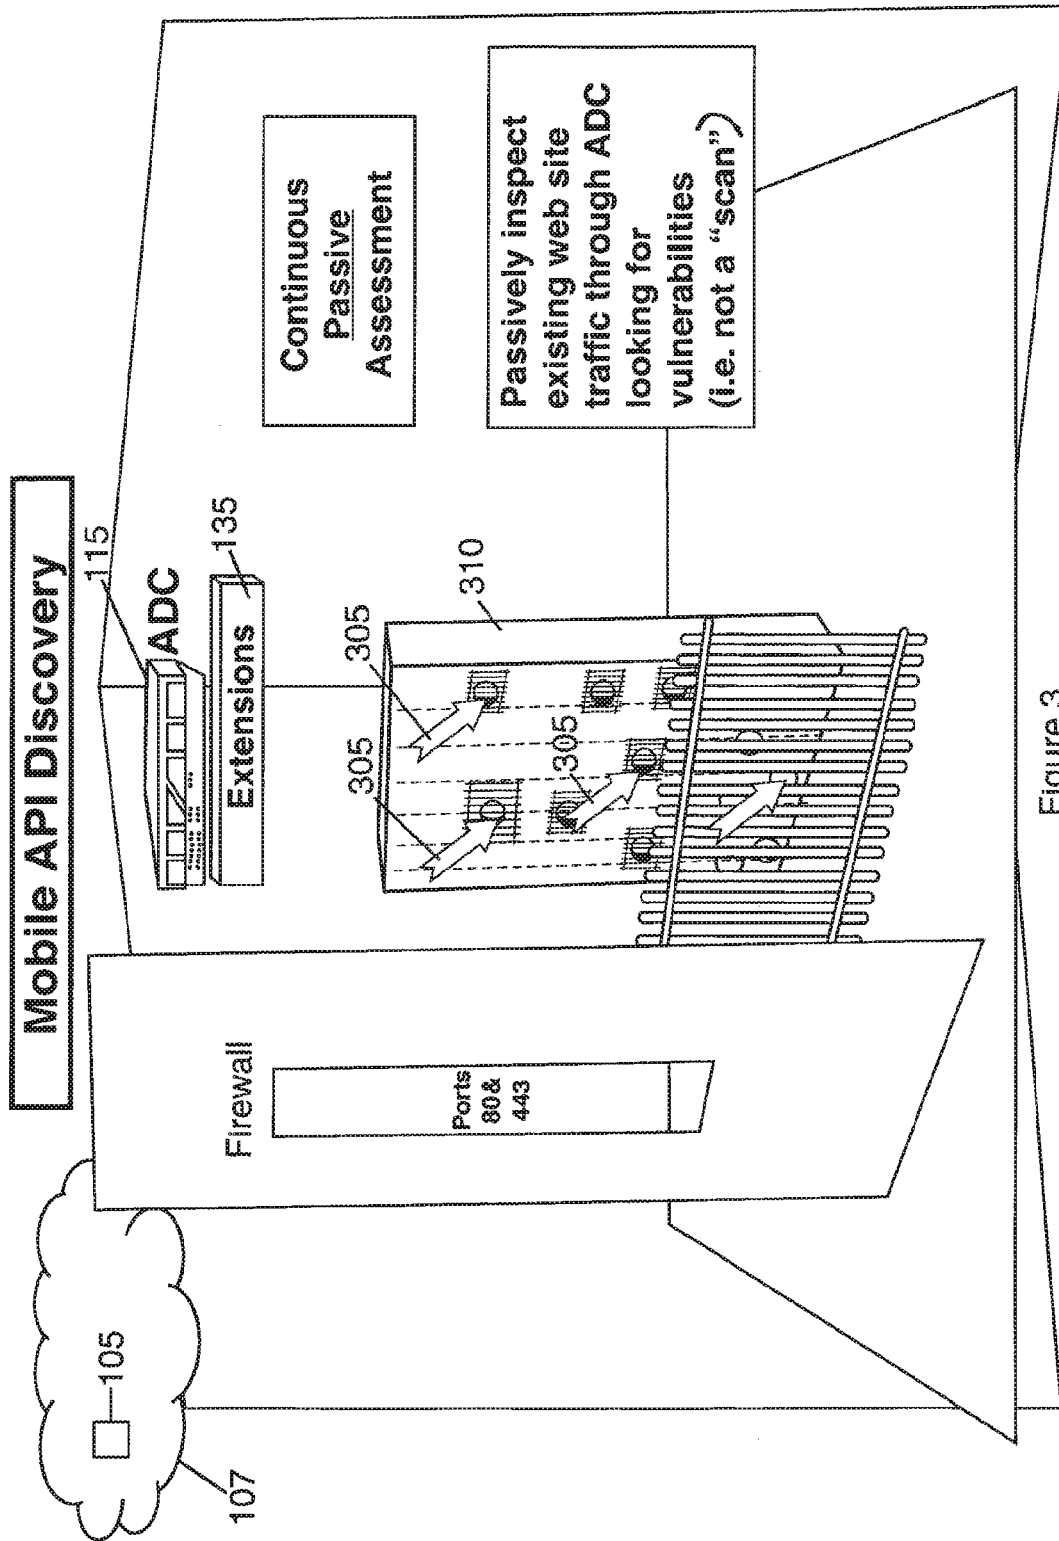 Mobile API Discovery
105
107
Firewall
Ports
80 &
443
115
ADC
Extensions
135
305
305
305
310
Continuous
Passive
Assessment
Passively inspect
existing web site
traffic through ADC
looking for
vulnerabilities
(i.e. not a “scan”)
Figure 3